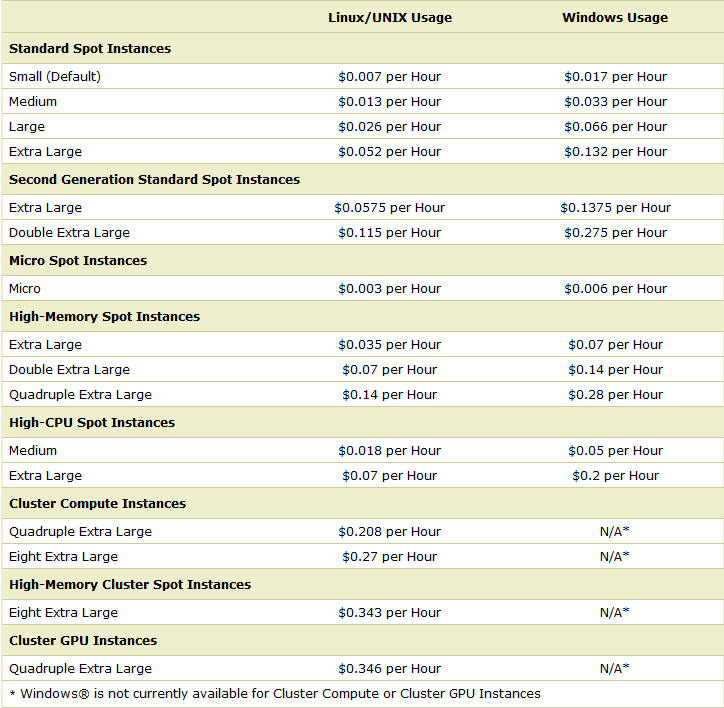 Linux/UNIX Usage Windows Usage
Standard Spot Instances
Small (Default) $0.007 per Hour $0.017 per Hour
Medium $0.013 per Hour $0.033 per Hour
Large $0.026 per Hour $0.066 per Hour
Extra Large $0.052 per Hour $0.132 per Hour
Second Generation Standard Spot Instances
Extra Large $0.0575 per Hour $0.1375 per Hour
Double Extra Large $0.115 per Hour $0.275 per Hour
Micro Spot Instances
Micro $0.003 per Hour $0.006 per Hour
High-Memory Spot Instances
Extra Large $0.035 per Hour $0.07 per Hour
Double Extra Large $0.07 per Hour $0.14 per Hour
Quadruple Extra Large $0.14 per Hour $0.28 per Hour
High-CPU Spot Instances
Medium $0.018 per Hour $0.05 per Hour
Extra Large $0.07 per Hour $0.2 per Hour
Cluster Compute Instances
Quadruple Extra Large $0.208 per Hour N/A*
Eight Extra Large $0.27 per Hour N/A*
High-Memory Cluster Spot Instances
Eight Extra Large $0.343 per Hour N/A*
Cluster GPU Instances
Quadruple Extra Large $0.346 per Hour N/A*
* Windows® is not currently available for Cluster Compute or Cluster GPU Instances